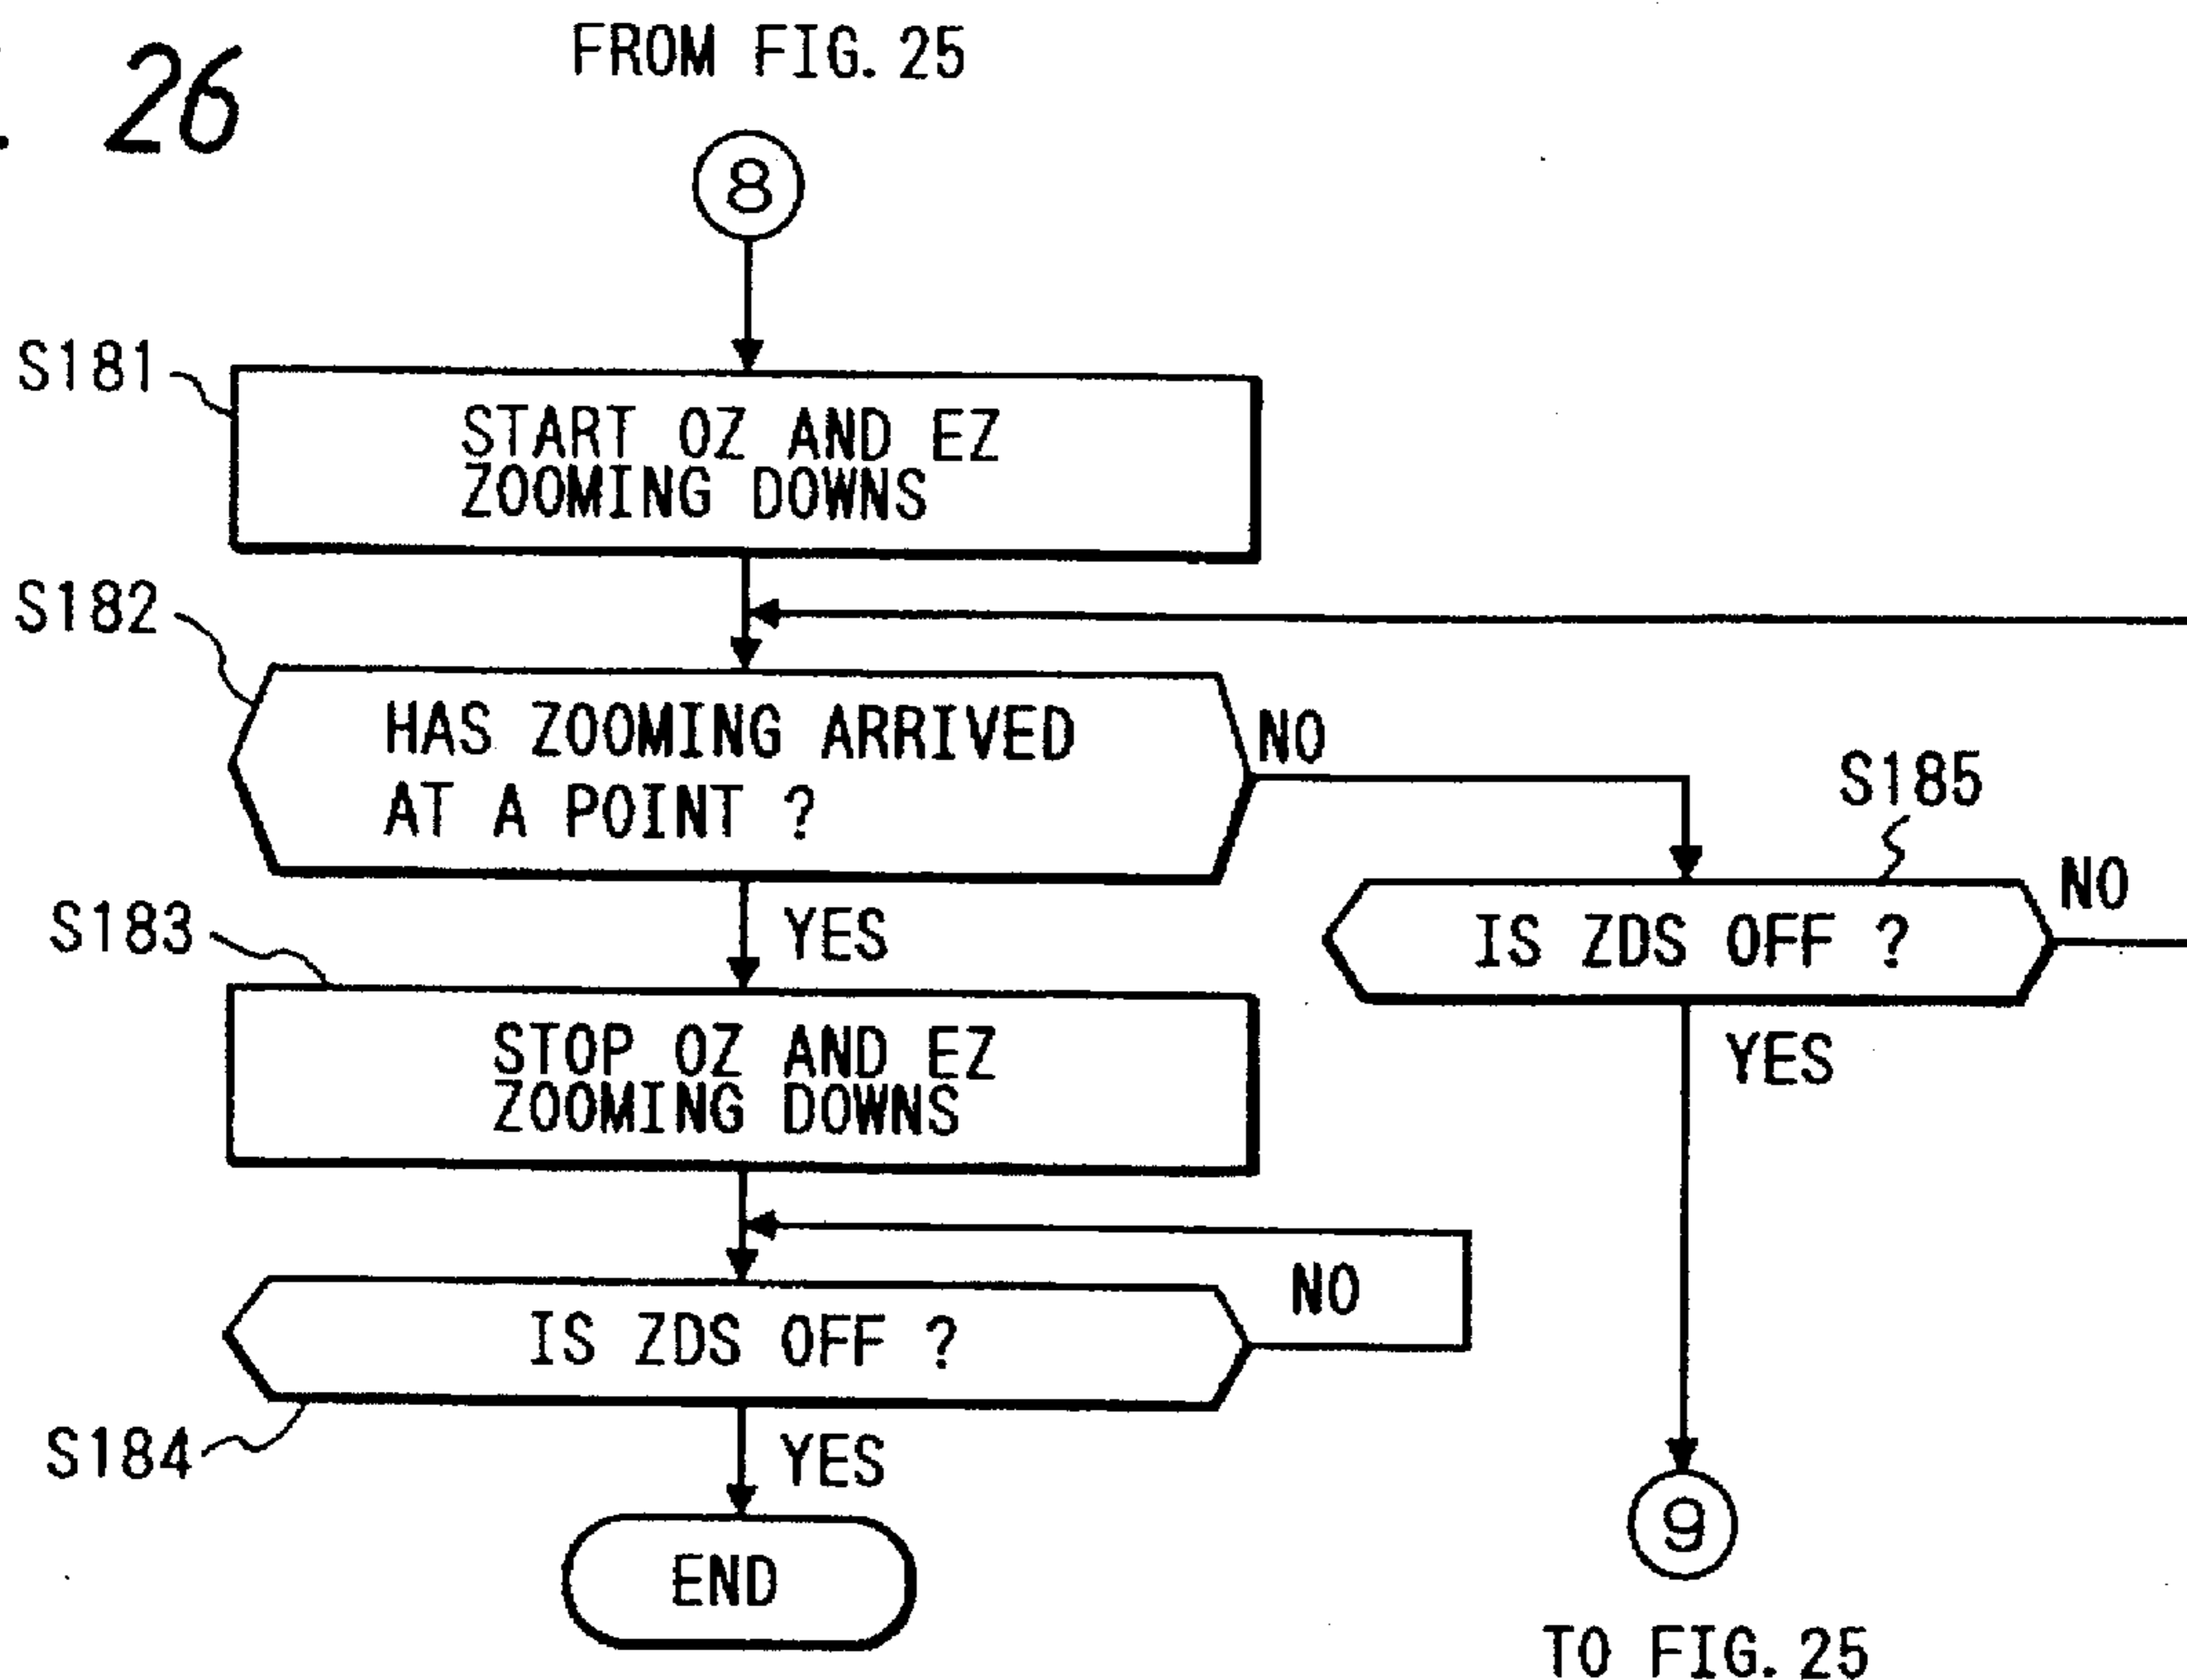 . 26
FROM FIG. 25
8
S181
START OZ AND EZ
ZOOMING DOWNS
S182
HAS ZOOMING ARRIVED
AT A POINT ?
NO
S185
IS ZDS OFF ?
NO
YES
YES
S183
STOP OZ AND EZ
ZOOMING DOWNS
NO
IS ZDS OFF ?
S184
YES
END
9
TO FIG. 25